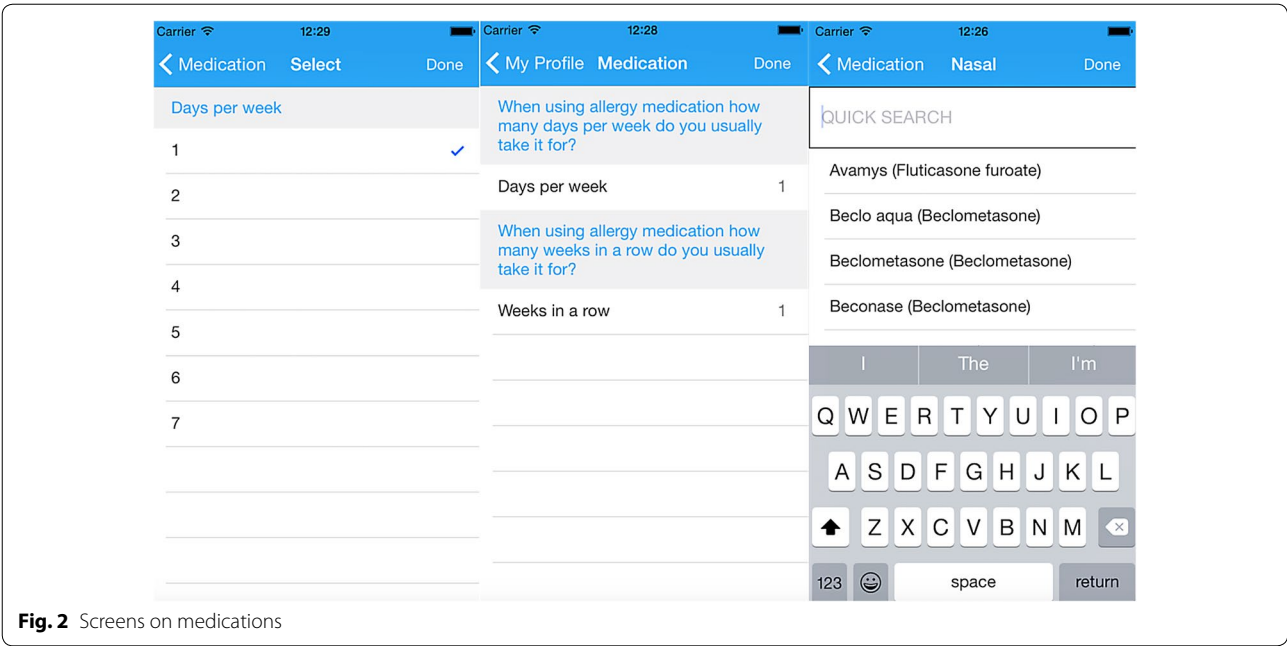 Carrier 12:29
Medication Select Done
Days per week
1
2
3
4
5
6
7
Carrier 12:28
My Profile Medication Done
When using allergy medication how
many days per week do you usually
take it for?
Days per week 1
When using allergy medication how
many weeks in a row do you usually
take it for?
Weeks in a row 1
Carrier 12:26
Medication Nasal Done
QUICK SEARCH
Avamys (Fluticasone furoate)
Beclo aqua (Beclometasone)
Beclometasone (Beclometasone)
Beconase (Beclometasone)
I The I'm
Q W E R T Y U I O P
A S D F G H J K L
Z X C V B N M
123 space return
Fig. 2 Screens on medications